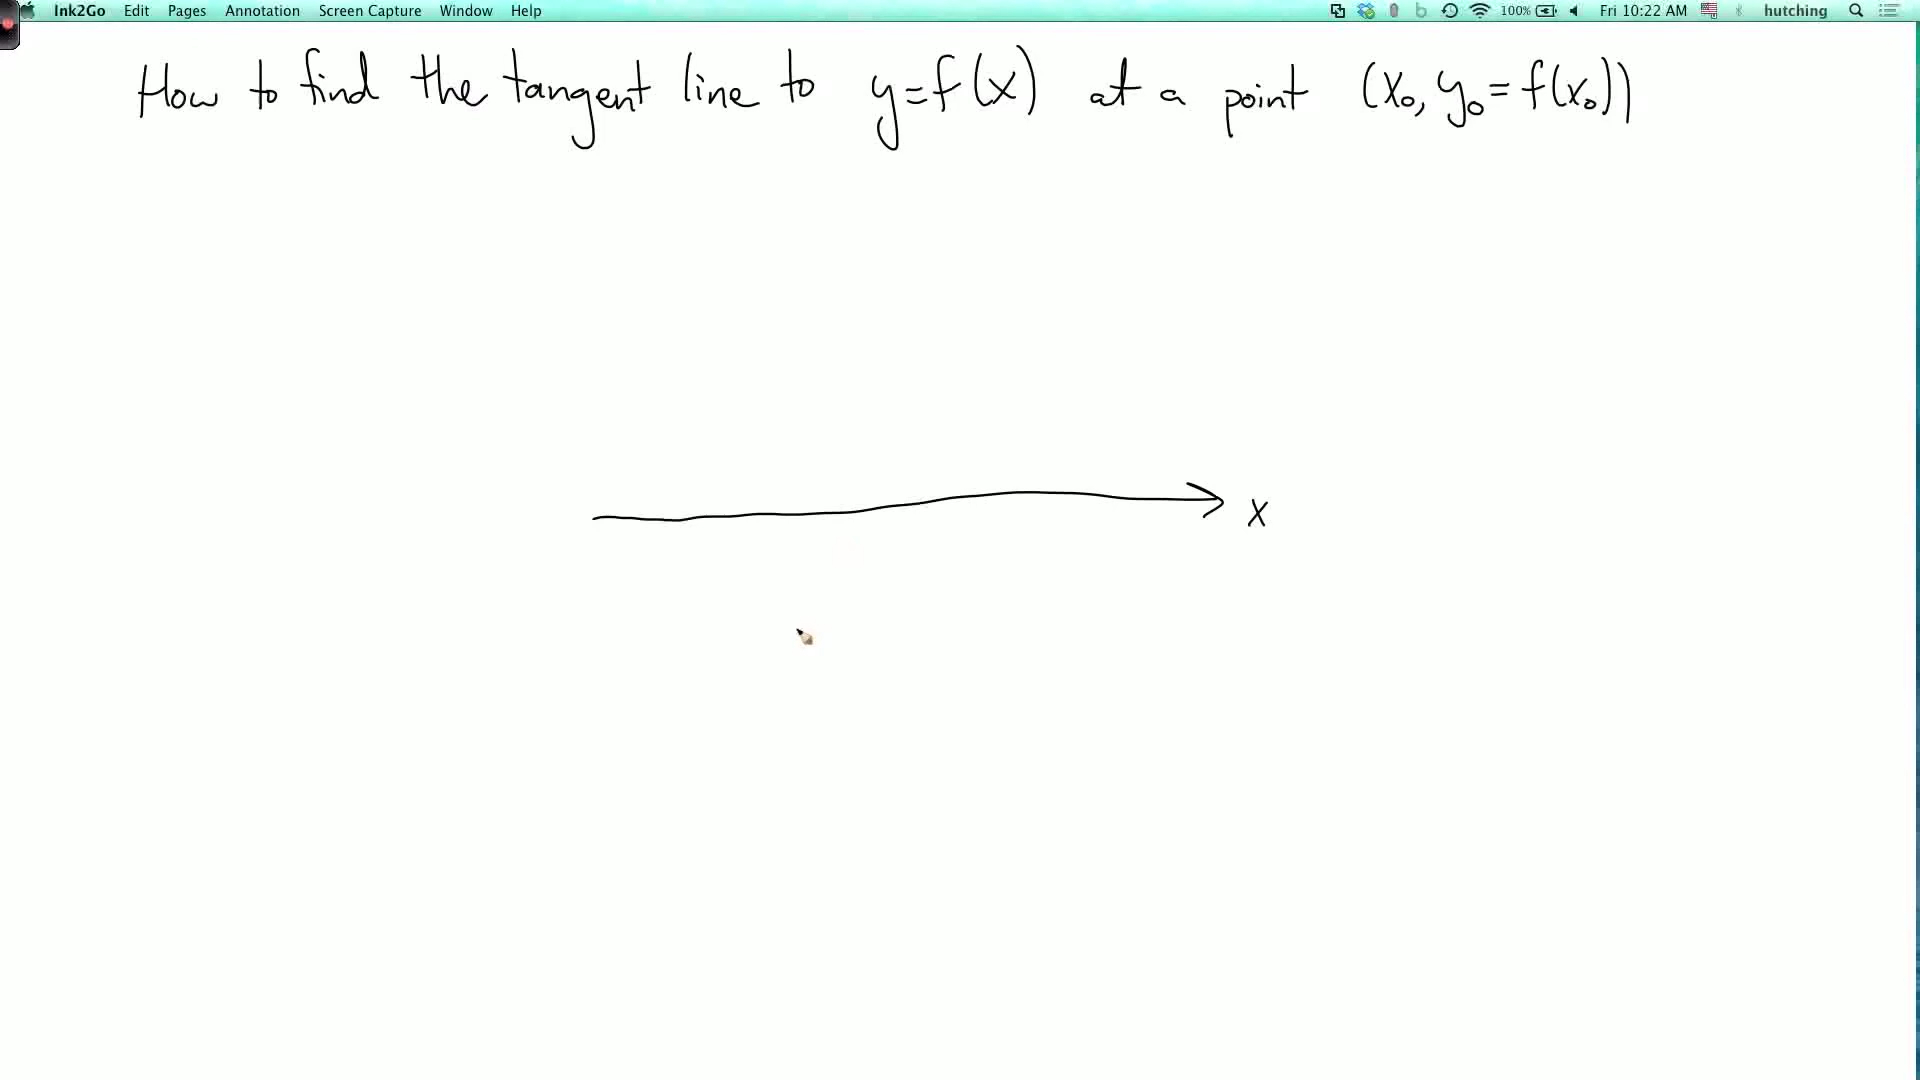 Ink2Go Edit Pages Annotation Screen Capture Window Help 100% Fri 10:22 AM hutching
How to find the tangent line to y=f(x) at a point (x₀, y₀ = f(x₀))
x